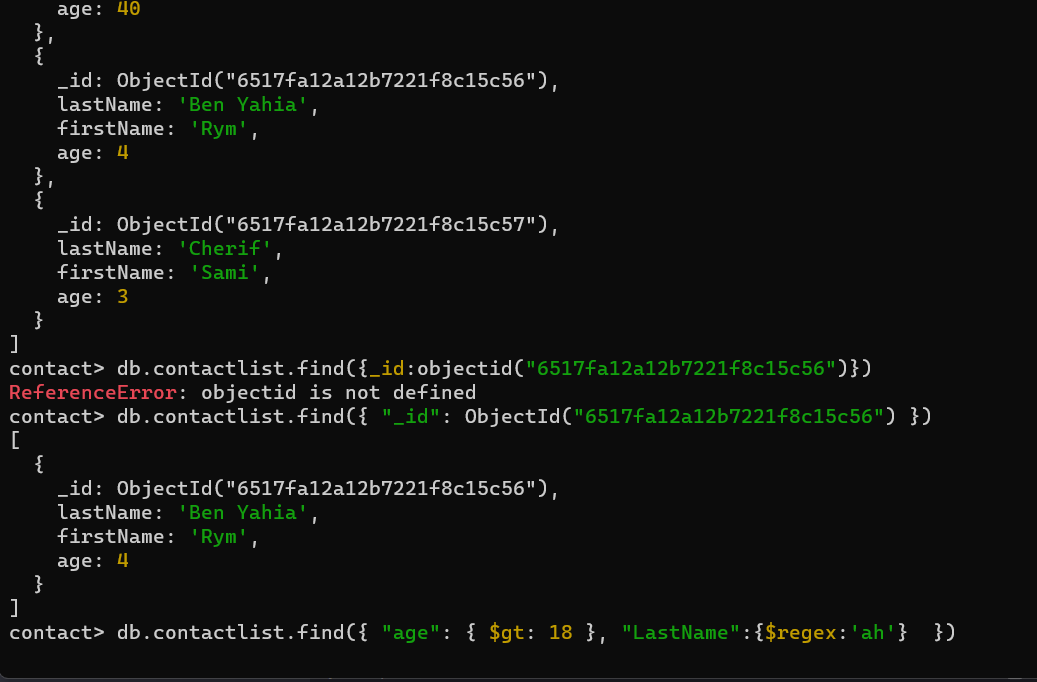 age: 40
},
{
_id: ObjectId("6517fa12a12b7221f8c15c56"),
lastName: 'Ben Yahia',
firstName: 'Rym',
age: 4
},
{
_id: ObjectId("6517fa12a12b7221f8c15c57"),
lastName: 'Cherif',
firstName: 'Sami',
age: 3
}
]
contact> db.contactlist.find({_id:objectid("6517fa12a12b7221f8c15c56")})
ReferenceError: objectid is not defined
contact> db.contactlist.find({ "_id": ObjectId("6517fa12a12b7221f8c15c56") })
[
{
_id: ObjectId("6517fa12a12b7221f8c15c56"),
lastName: 'Ben Yahia',
firstName: 'Rym',
age: 4
}
]
contact> db.contactlist.find({ "age": { $gt: 18 }, "LastName":{$regex:'ah'}  })